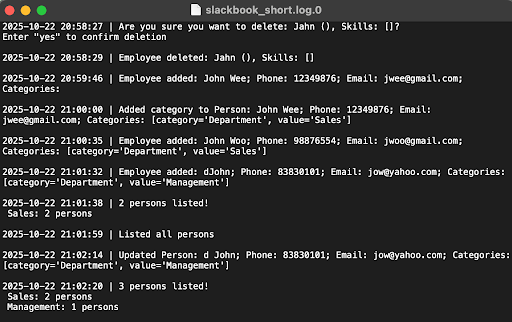 slackbook_short.log.0
2025-10-22 20:58:27 | Are you sure you want to delete: Jahn (), Skills: []?
Enter "yes" to confirm deletion
2025-10-22 20:58:29 | Employee deleted: Jahn (), Skills: []
2025-10-22 20:59:46 | Employee added: John Wee; Phone: 12349876; Email: jwee@gmail.com;
Categories:
2025-10-22 21:00:00 | Added category to Person: John Wee; Phone: 12349876; Email:
jwee@gmail.com; Categories: [category='Department', value='Sales']
2025-10-22 21:00:35 | Employee added: John Woo; Phone: 98876554; Email: jwoo@gmail.com;
Categories: [category='Department', value='Sales']
2025-10-22 21:01:32 | Employee added: dJohn; Phone: 83830101; Email: jow@yahoo.com; Categories:
[category='Department', value='Management']
2025-10-22 21:01:38 | 2 persons listed!
Sales: 2 persons
2025-10-22 21:01:59 | Listed all persons
2025-10-22 21:02:14 | Updated Person: d John; Phone: 83830101; Email: jow@yahoo.com; Categories:
[category='Department', value='Management']
2025-10-22 21:02:20 | 3 persons listed!
Sales: 2 persons
Management: 1 persons